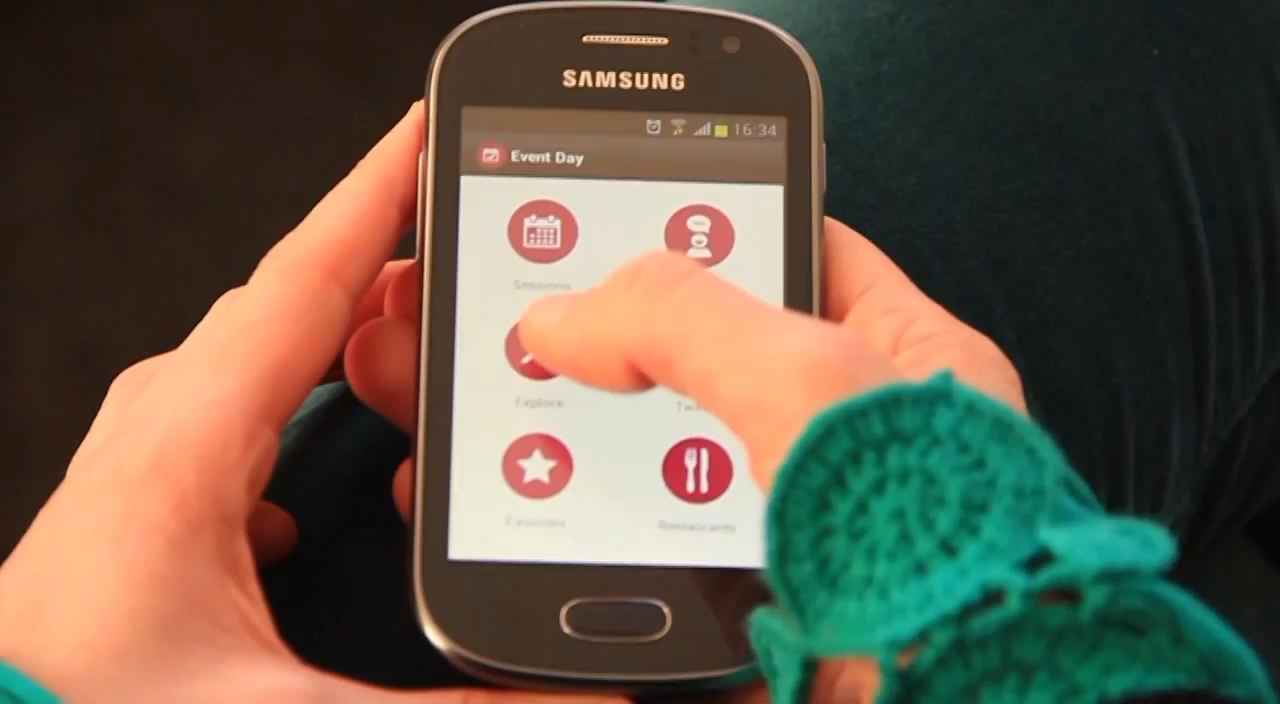 SAMSUNG
16:34
Event Day
Sessions
Explore
Favorites
Restaurants